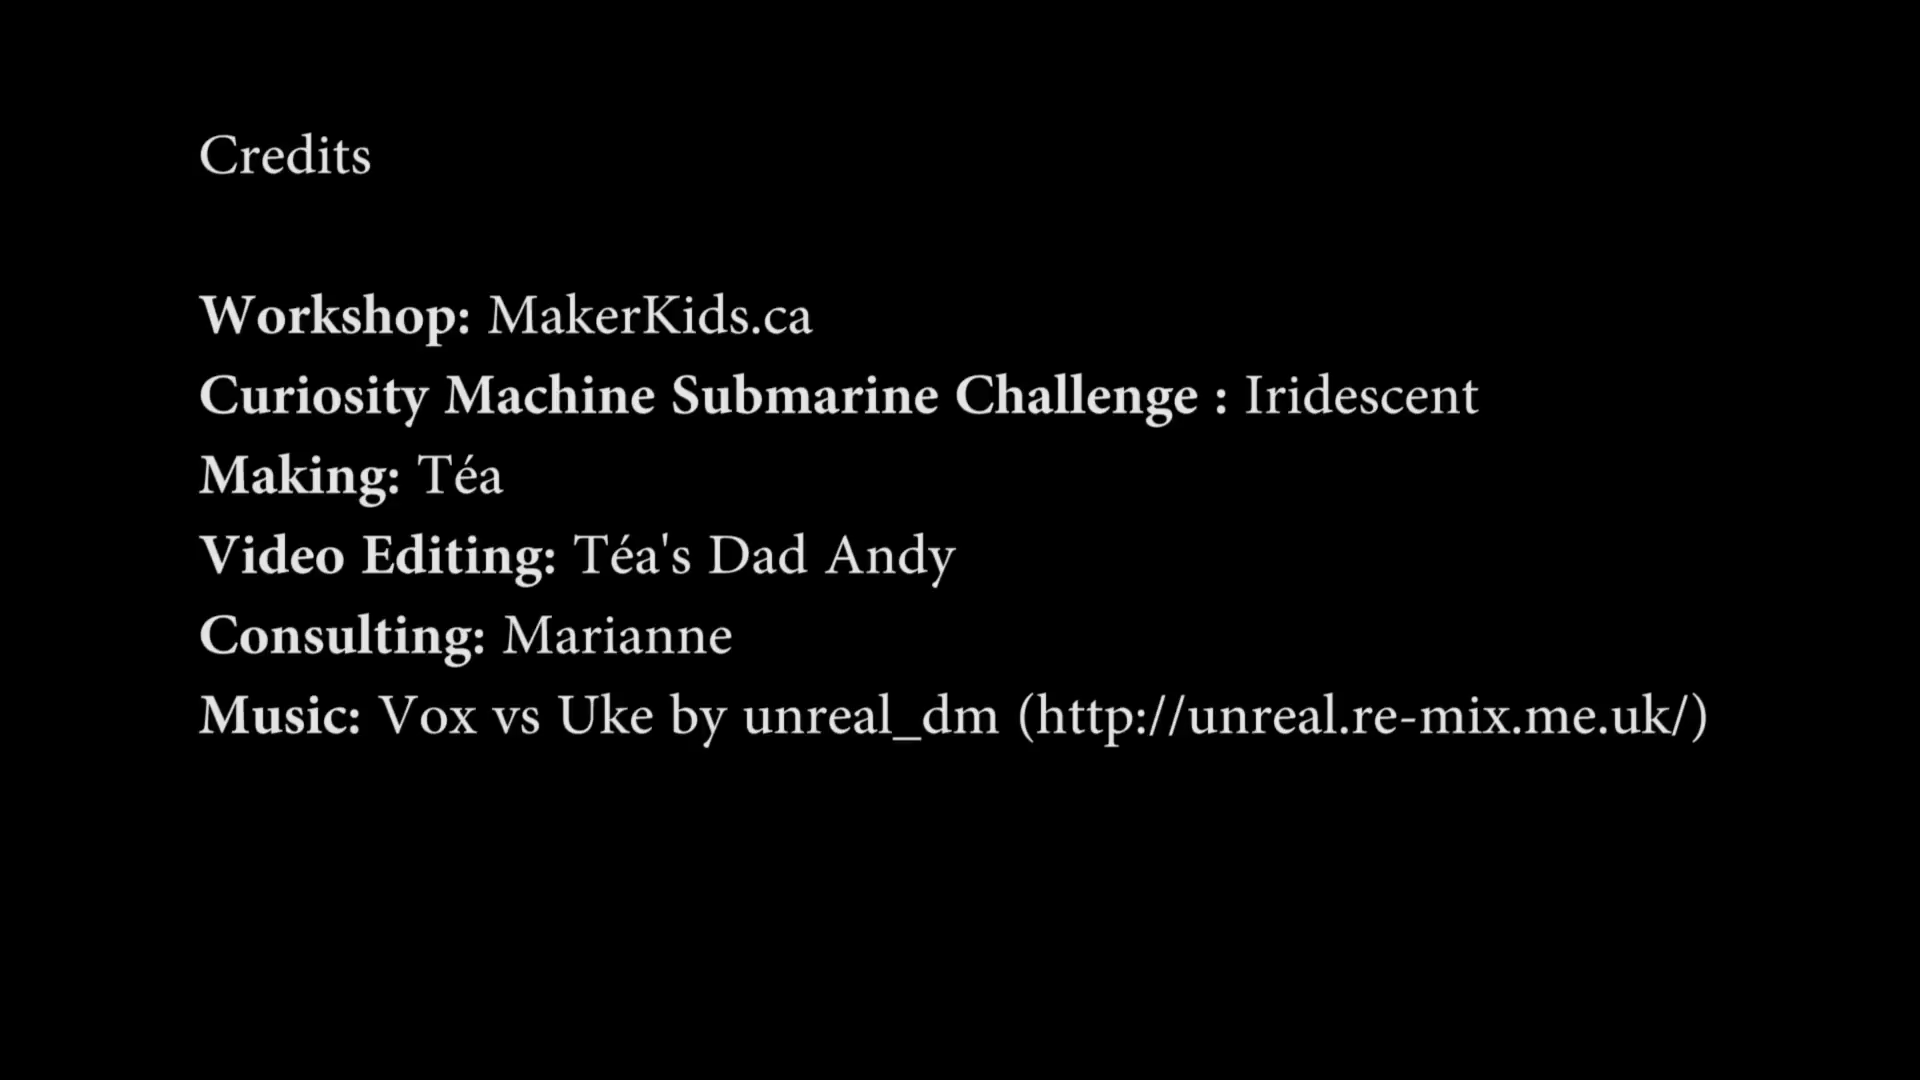 Credits
Workshop: MakerKids.ca
Curiosity Machine Submarine Challenge : Iridescent
Making: Téa
Video Editing: Téa's Dad Andy
Consulting: Marianne
Music: Vox vs Uke by unreal_dm (http://unreal.re-mix.me.uk/)